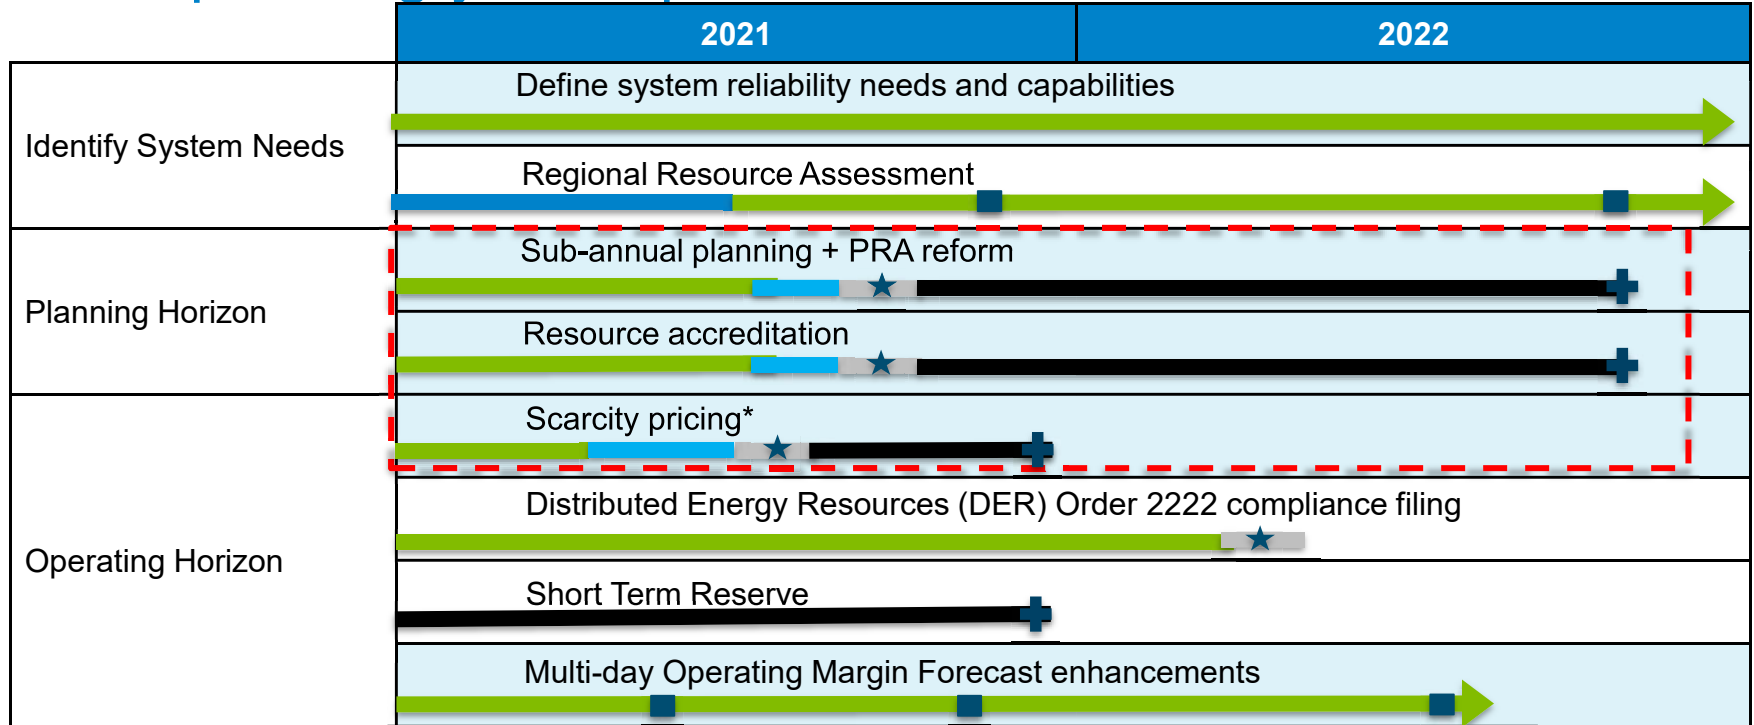 2021
2022
Identify System Needs
Define system reliability needs and capabilities
Regional Resource Assessment
Planning Horizon
Sub-annual planning + PRA reform
Resource accreditation
Operating Horizon
Scarcity pricing*
Distributed Energy Resources (DER) Order 2222 compliance filing
Short Term Reserve
Multi-day Operating Margin Forecast enhancements